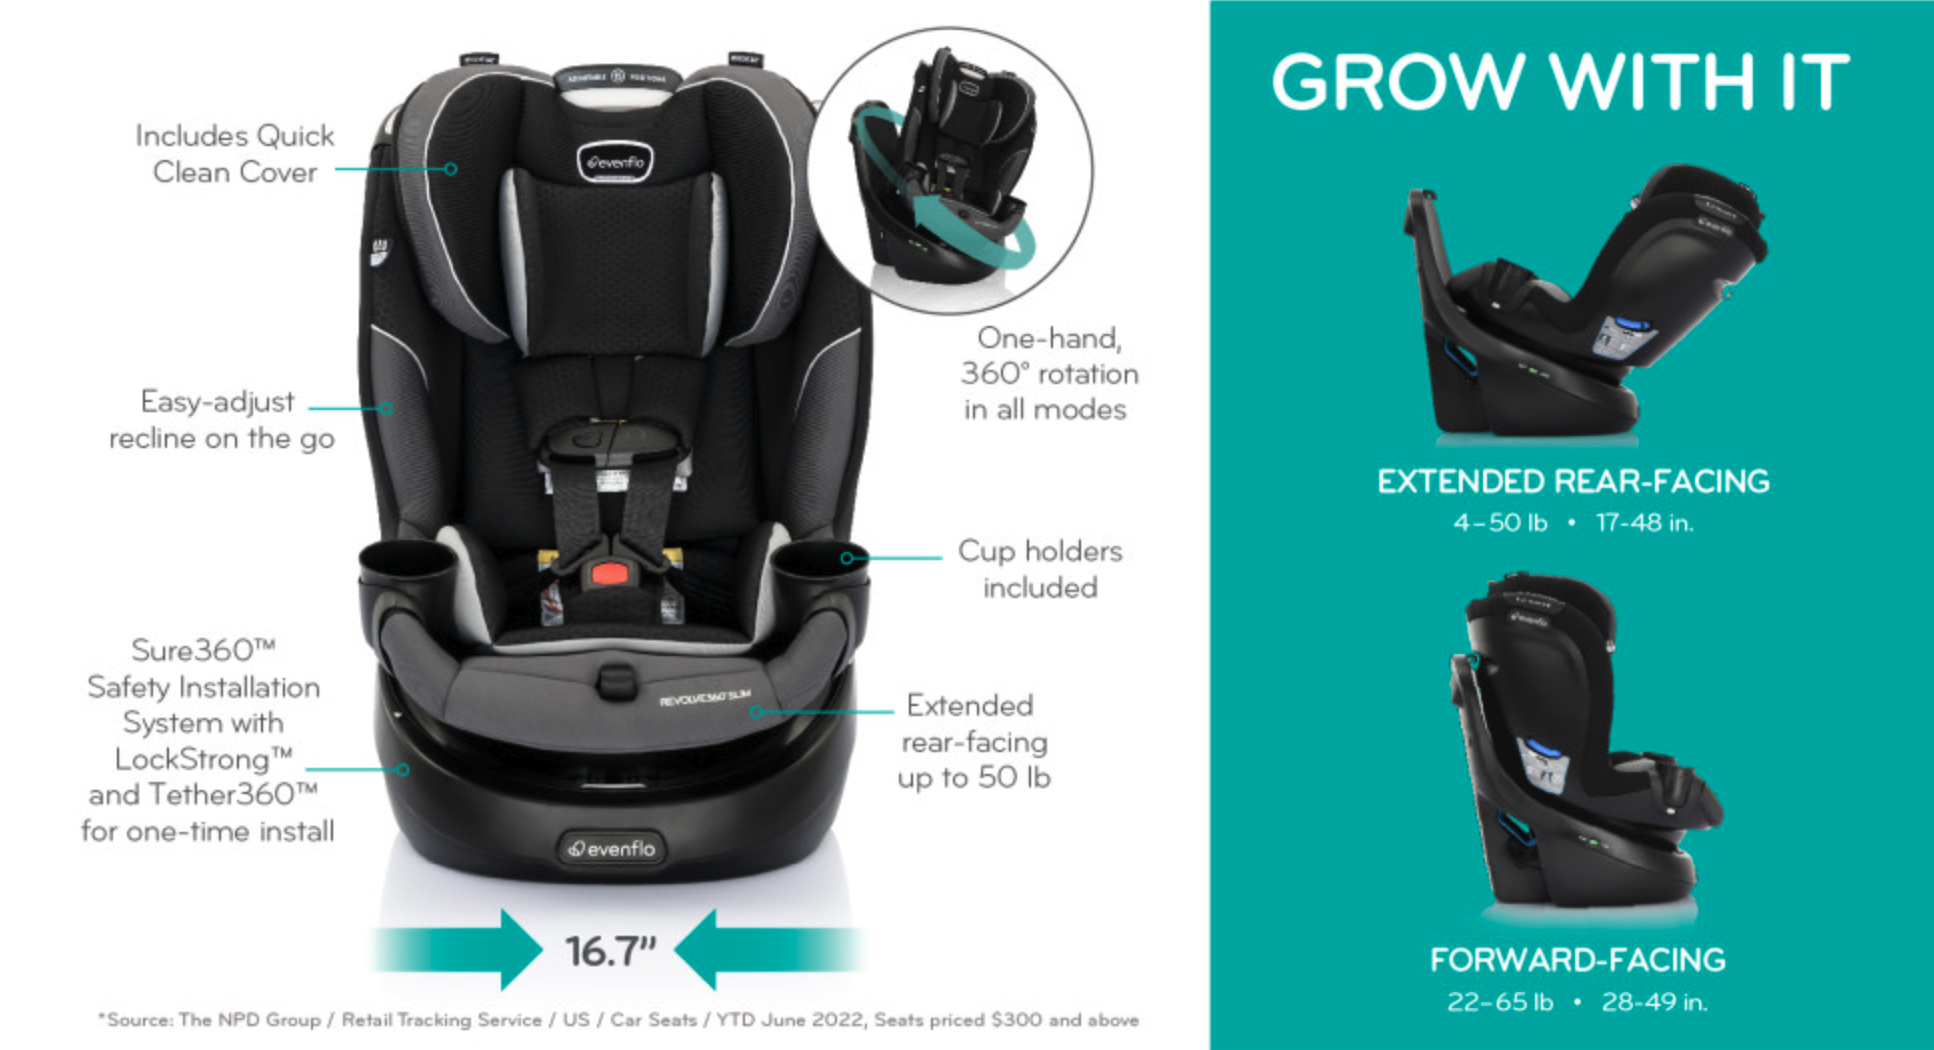 Includes Quick
Clean Cover
evenflo
One-hand,
360° rotation
in all modes
Easy-adjust
recline on the go
Cup holders
included
Sure360™
Safety Installation
System with
LockStrong™
and Tether360™
for one-time install
REVOLVE360 SLIM
Extended
rear-facing
up to 50 lb
evenflo
16.7”
*Source: The NPD Group / Retail Tracking Service / US / Car Seats / YTD June 2022, Seats priced $300 and above
GROW WITH IT
EXTENDED REAR-FACING
4–50 lb • 17-48 in.
evenflo
FORWARD-FACING
22–65 lb • 28-49 in.